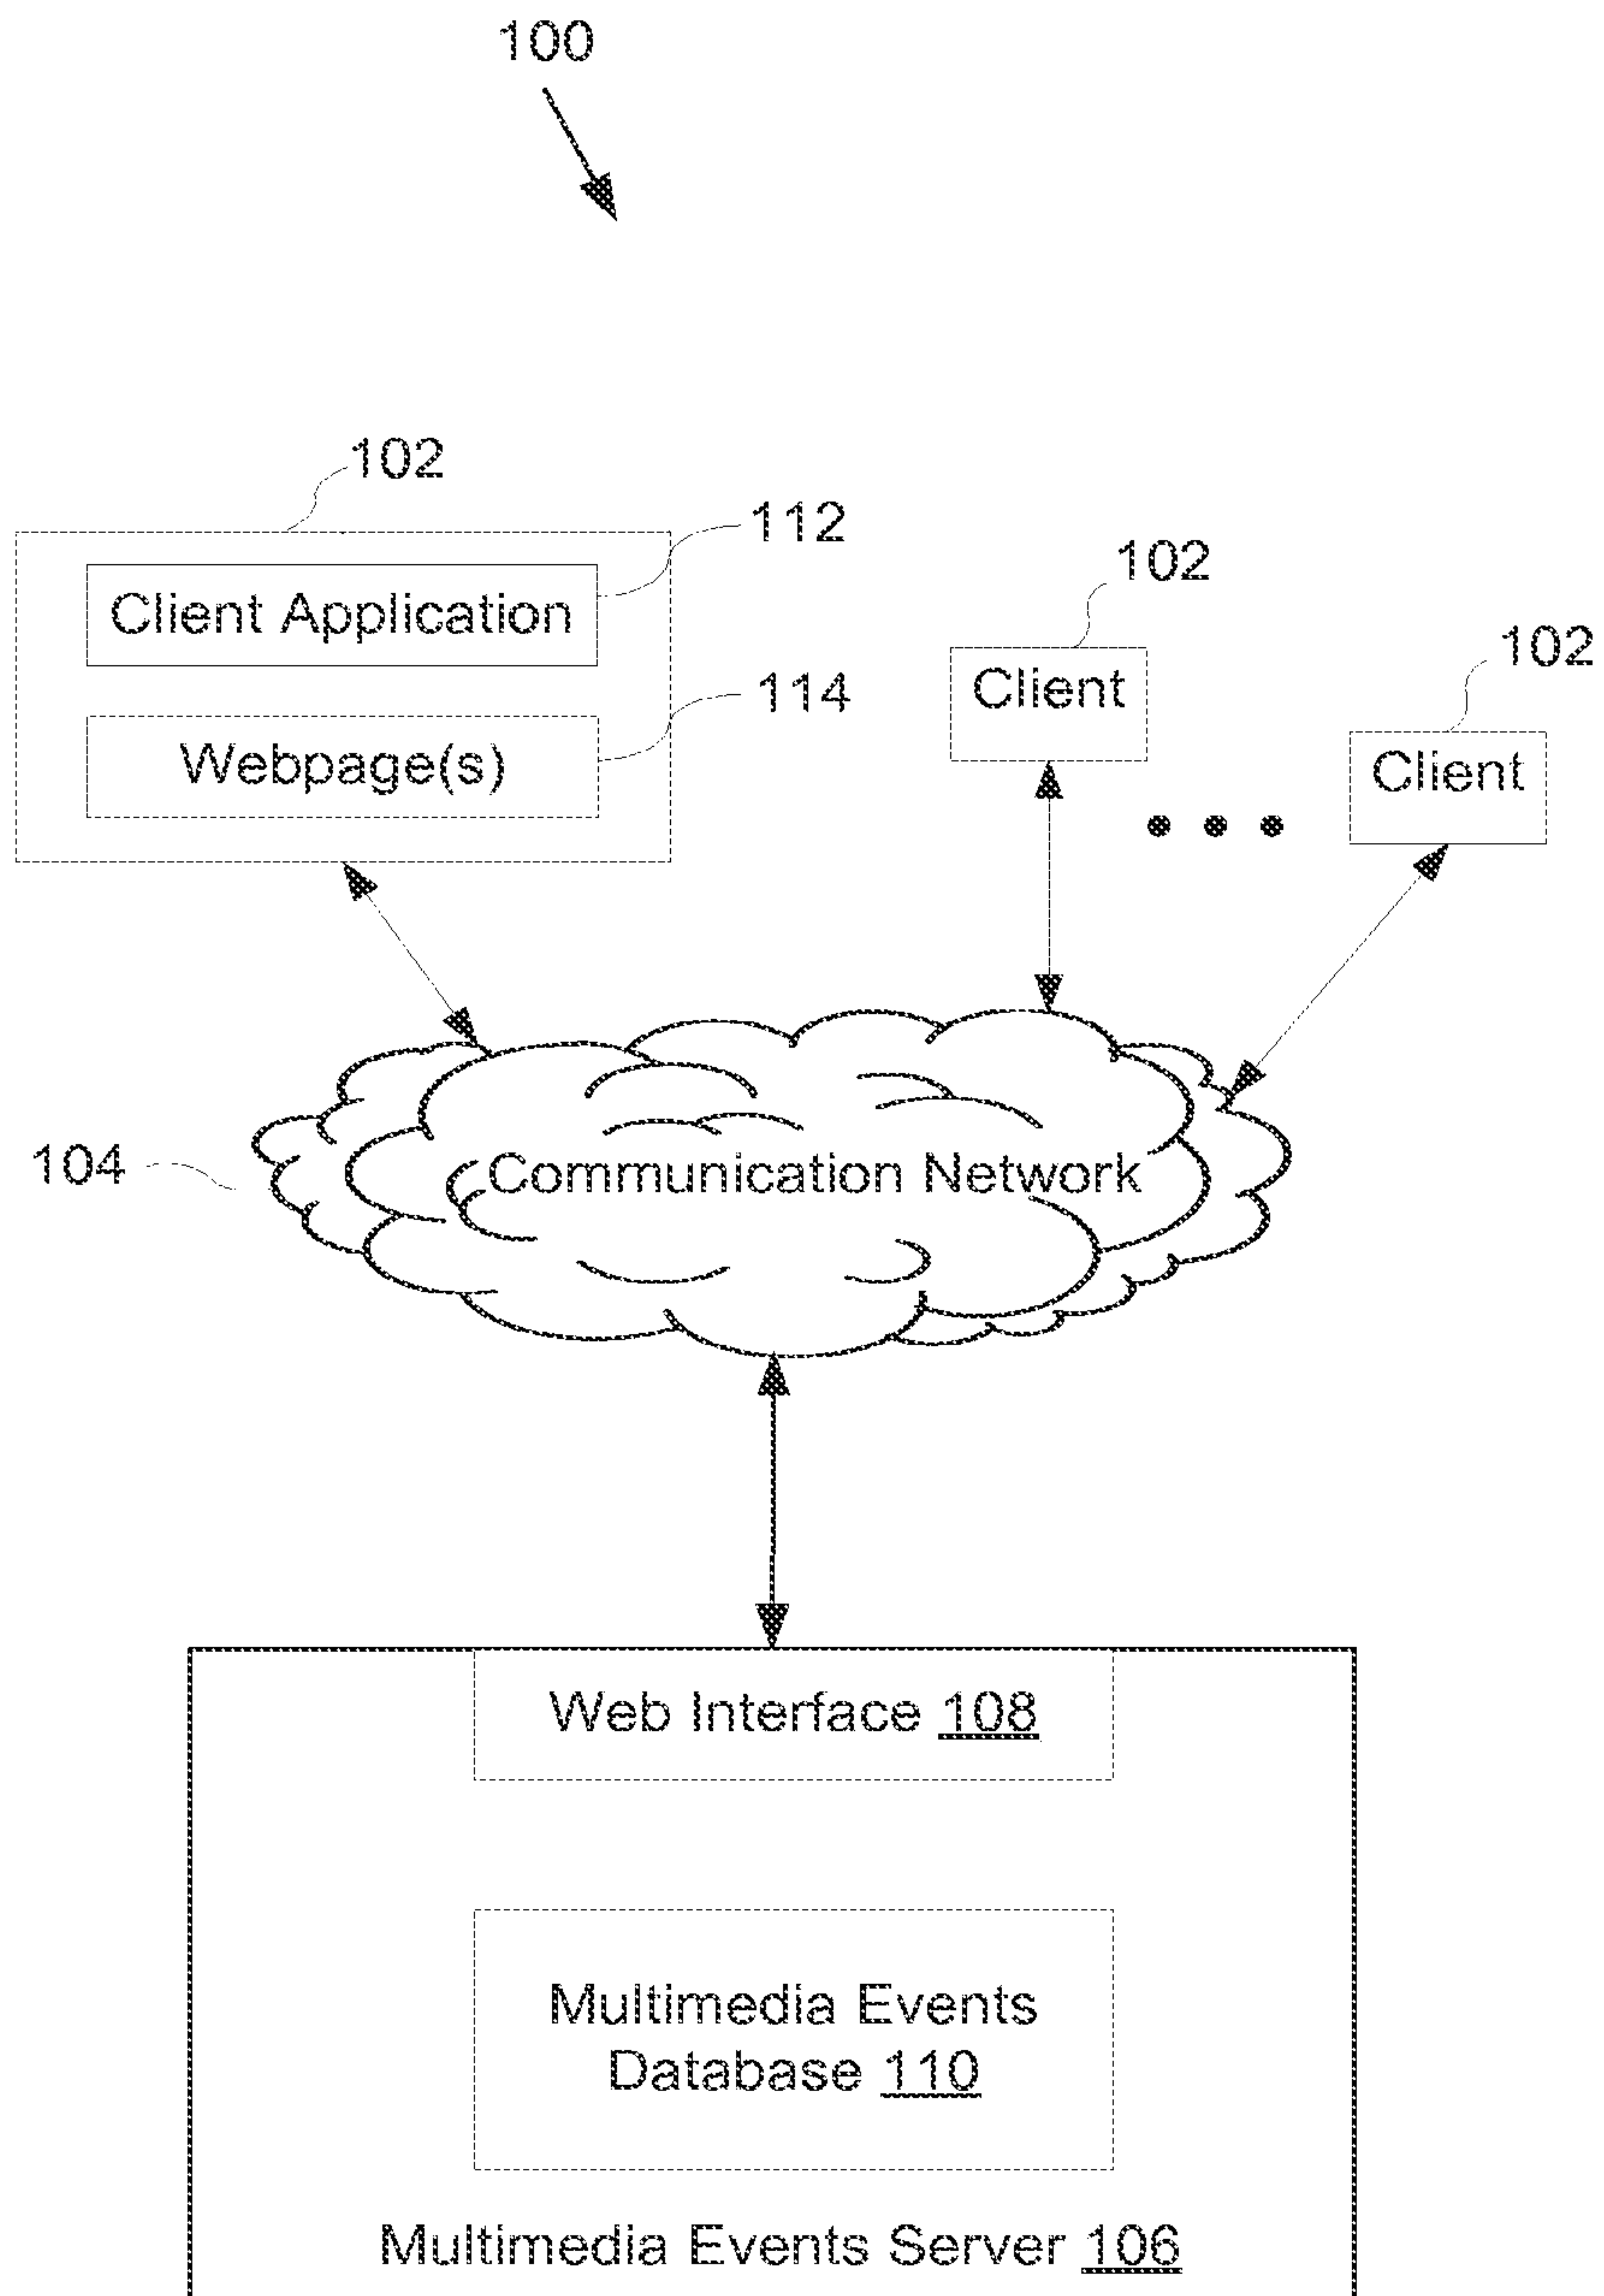 100
102
112
Client Application
102
Client
102
Client
114
Webpage(s)
104
Communication Network
Web Interface 108
Multimedia Events
Database 110
Multimedia Events Server 106